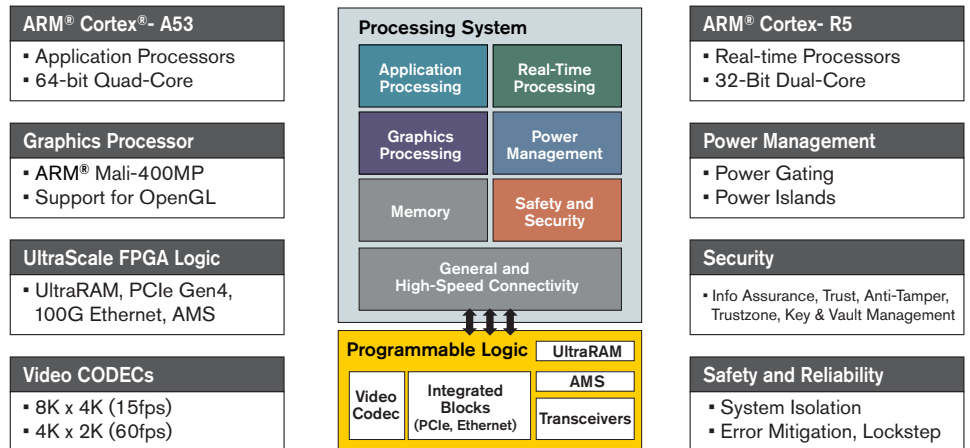 ARM® Cortex®- A53
▪ Application Processors
▪ 64-bit Quad-Core
Graphics Processor
▪ ARM® Mali-400MP
▪ Support for OpenGL
UltraScale FPGA Logic
▪ UltraRAM, PCIe Gen4,
100G Ethernet, AMS
Video CODECs
▪ 8K x 4K (15fps)
▪ 4K x 2K (60fps)
Processing System
Application
Processing
Real-Time
Processing
Graphics
Processing
Power
Management
Memory
Safety and
Security
General and
High-Speed Connectivity
Programmable Logic
UltraRAM
Video
Codec
Integrated
Blocks
(PCIe, Ethernet)
AMS
Transceivers
ARM® Cortex- R5
▪ Real-time Processors
▪ 32-Bit Dual-Core
Power Management
▪ Power Gating
▪ Power Islands
Security
▪ Info Assurance, Trust, Anti-Tamper,
Trustzone, Key & Vault Management
Safety and Reliability
▪ System Isolation
▪ Error Mitigation, Lockstep